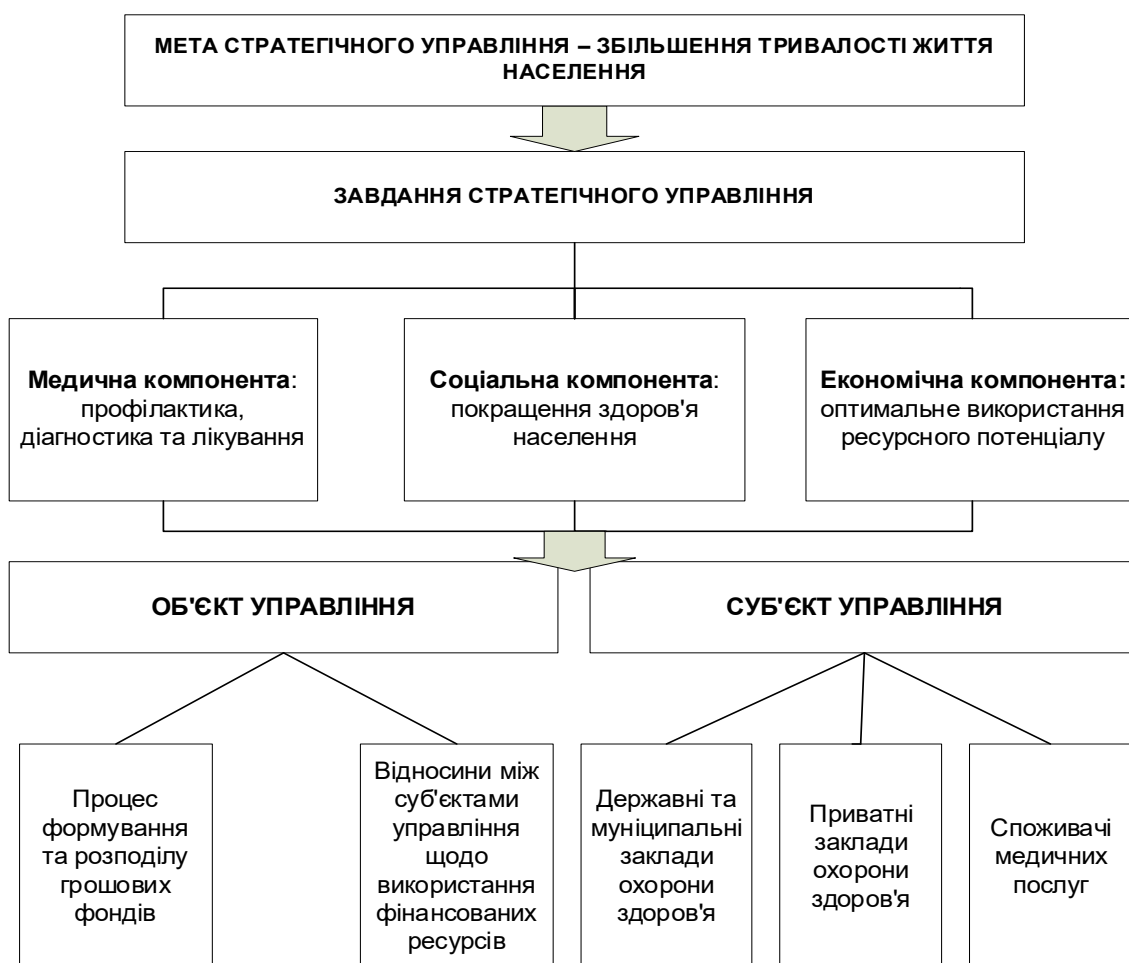 МЕТА СТРАТЕГІЧНОГО УПРАВЛІННЯ – ЗБІЛЬШЕННЯ ТРИВАЛОСТІ ЖИТТЯ
НАСЕЛЕННЯ
ЗАВДАННЯ СТРАТЕГІЧНОГО УПРАВЛІННЯ
Медична компонента:
профілактика,
діагностика та лікування
Соціальна компонента:
покращення здоров'я
населення
Економічна компонента:
оптимальне використання
ресурсного потенціалу
ОБ'ЄКТ УПРАВЛІННЯ
СУБ'ЄКТ УПРАВЛІННЯ
Процес
формування
та розподілу
грошових
фондів
Відносини між
суб'єктами
управління
щодо
використання
фінансованих
ресурсів
Державні та
муніципальні
заклади
охорони
здоров'я
Приватні
заклади
охорони
здоров'я
Споживачі
медичних
послуг